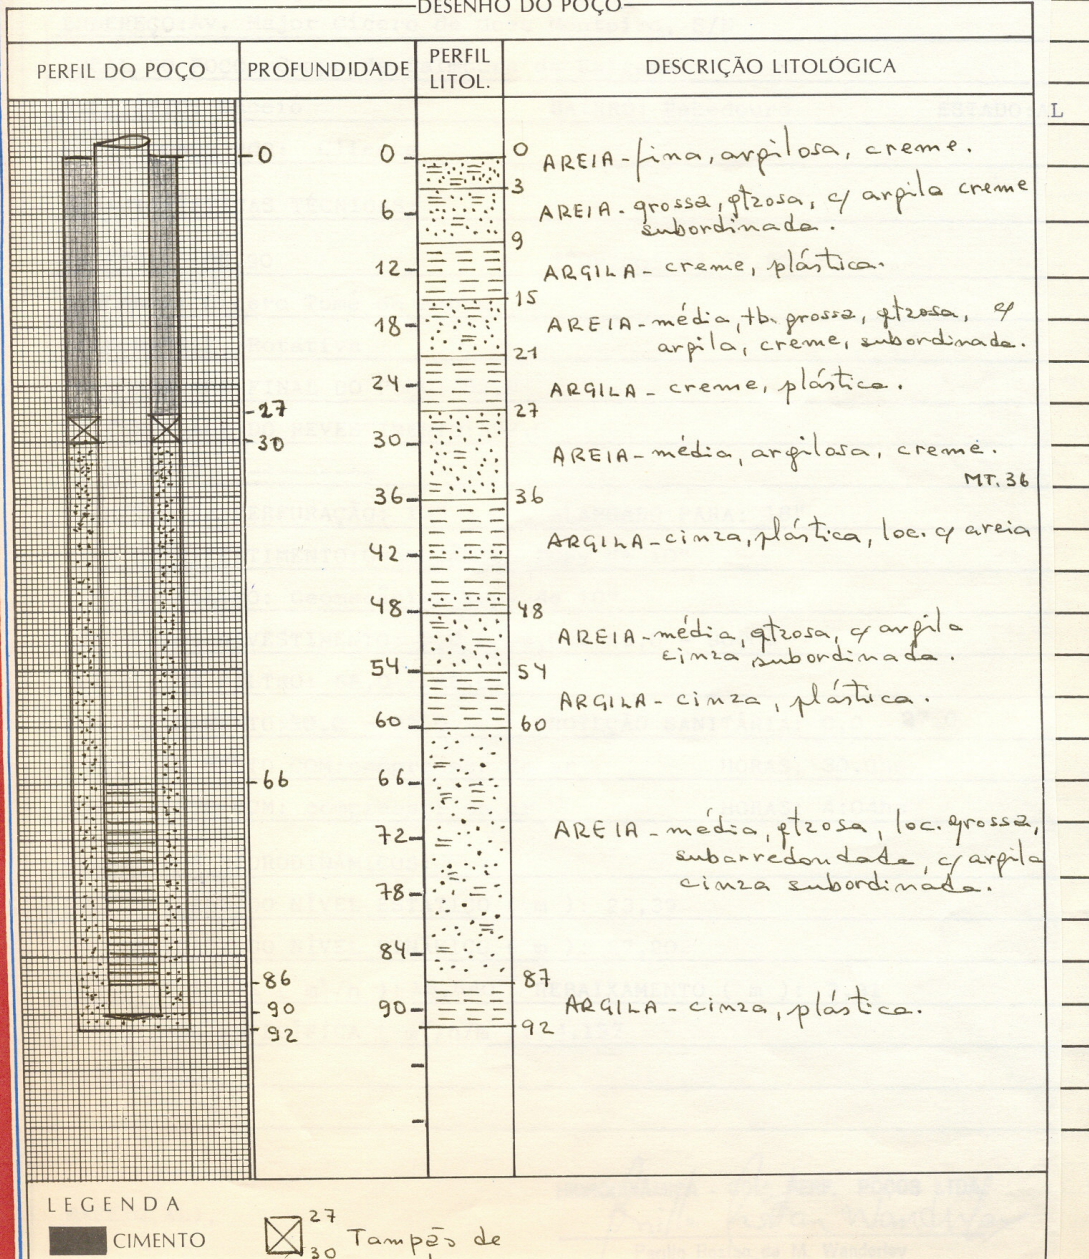 DESENHO DO POÇO
PERFIL DO POÇO PROFUNDIDADE PERFIL LITOL. DESCRIÇÃO LITOLÓGICA
L
0 0 0 AREIA - fina, argilosa, creme.
3
6 AREIA - grossa, qtzosa, c/ argila creme
subordinada.
9
12 ARGILA - creme, plástica.
15
18 AREIA - média, tb. grossa, qtzosa, c/
argila, creme, subordinada.
21
24 ARGILA - creme, plástica.
27 27
30 30 AREIA - média, argilosa, creme.
MT. 36
36 36
ARGILA - cinza, plástica, loc. c/ areia
42
48 48
AREIA - média, qtzosa, c/ argila
cinza subordinada.
54 54
ARGILA - cinza, plástica.
60 60
66 66
72 AREIA - média, qtzosa, loc. grossa,
subarredondada, c/ argila
cinza subordinada.
78
84
86 87
90 90 ARGILA - cinza, plástica.
92 92
LEGENDA
CIMENTO
27
30 Tampão de